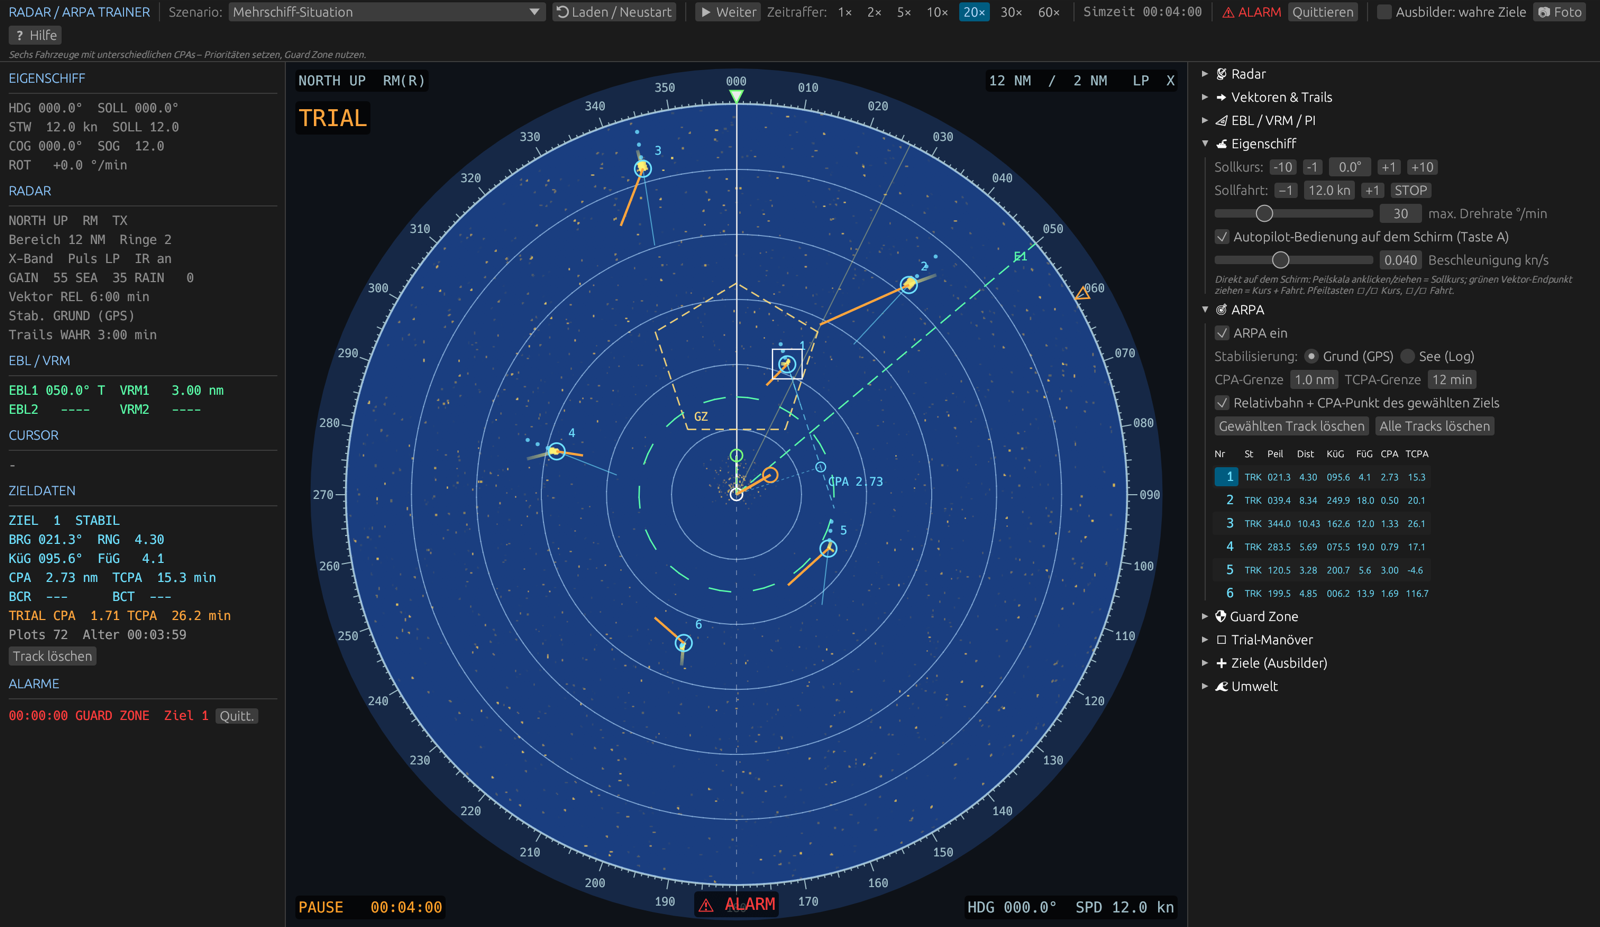 RADAR / ARPA TRAINER Szenario: Mehrschiff-Situation Laden / Neustart Weiter Zeitraffer: 1× 2× 5× 10× 20× 30× 60× Simzeit 00:04:00 ALARM Quittieren Ausbilder: wahre Ziele Foto
? Hilfe
Sechs Fahrzeuge mit unterschiedlichen CPAs – Prioritäten setzen, Guard Zone nutzen.
EIGENSCHIFF
HDG 000.0° SOLL 000.0°
STW 12.0 kn SOLL 12.0
COG 000.0° SOG 12.0
ROT +0.0 °/min
RADAR
NORTH UP RM TX
Bereich 12 NM Ringe 2
X-Band Puls LP IR an
GAIN 55 SEA 35 RAIN 0
Vektor REL 6:00 min
Stab. GRUND (GPS)
Trails WAHR 3:00 min
EBL / VRM
EBL1 050.0° T VRM1 3.00 nm
EBL2 ---- VRM2 ----
CURSOR
-
ZIELDATEN
ZIEL 1 STABIL
BRG 021.3° RNG 4.30
KüG 095.6° FüG 4.1
CPA 2.73 nm TCPA 15.3 min
BCR --- BCT ---
TRIAL CPA 1.71 TCPA 26.2 min
Plots 72 Alter 00:03:59
Track löschen
ALARME
00:00:00 GUARD ZONE Ziel 1 Quitt.
NORTH UP RM(R)
12 NM / 2 NM LP X
TRIAL
000
010
020
030
040
050
060
070
080
090
100
110
120
130
140
150
160
170
190
200
210
220
230
240
250
260
270
280
290
300
310
320
330
340
350
3
2
E1
1
GZ
4
CPA 2.73
5
6
PAUSE 00:04:00
ALARM
HDG 000.0° SPD 12.0 kn
Radar
Vektoren & Trails
EBL / VRM / PI
Eigenschiff
Sollkurs: -10 -1 0.0° +1 +10
Sollfahrt: −1 12.0 kn +1 STOP
30 max. Drehrate °/min
Autopilot-Bedienung auf dem Schirm (Taste A)
0.040 Beschleunigung kn/s
Direkt auf dem Schirm: Peilskala anklicken/ziehen = Sollkurs; grünen Vektor-Endpunkt
ziehen = Kurs + Fahrt. Pfeiltasten □/□ Kurs, □/□ Fahrt.
ARPA
ARPA ein
Stabilisierung: Grund (GPS) See (Log)
CPA-Grenze 1.0 nm TCPA-Grenze 12 min
Relativbahn + CPA-Punkt des gewählten Ziels
Gewählten Track löschen Alle Tracks löschen
Nr St Peil Dist KüG FüG CPA TCPA
1 TRK 021.3 4.30 095.6 4.1 2.73 15.3
2 TRK 039.4 8.34 249.9 18.0 0.50 20.1
3 TRK 344.0 10.43 162.6 12.0 1.33 26.1
4 TRK 283.5 5.69 075.5 19.0 0.79 17.1
5 TRK 120.5 3.28 200.7 5.6 3.00 -4.6
6 TRK 199.5 4.85 006.2 13.9 1.69 116.7
Guard Zone
Trial-Manöver
Ziele (Ausbilder)
Umwelt